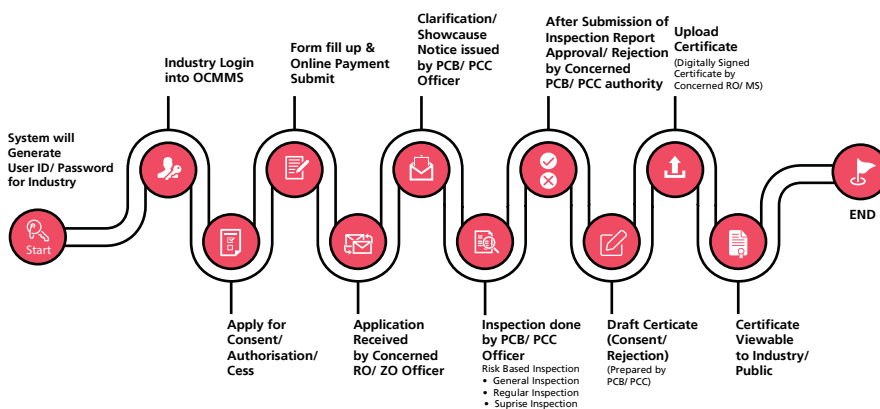 System will
Generate
User ID/ Password
for Industry
Start
Industry Login
into OCMMS
Apply for
Consent/
Authorisation/
Cess
Form fill up &
Online Payment
Submit
Application
Received
by Concerned
RO/ ZO Officer
Clarification/
Showcause
Notice issued
by PCB/ PCC
Officer
Inspection done
by PCB/ PCC
Officer
Risk Based Inspection
• General Inspection
• Regular Inspection
• Suprise Inspection
After Submission of
Inspection Report
Approval/ Rejection
by Concerned
PCB/ PCC authority
Draft Certicate
(Consent/
Rejection)
(Prepared by
PCB/ PCC)
Upload
Certificate
(Digitally Signed
Certificate by
Concerned RO/ MS)
Certificate
Viewable
to Industry/
Public
END